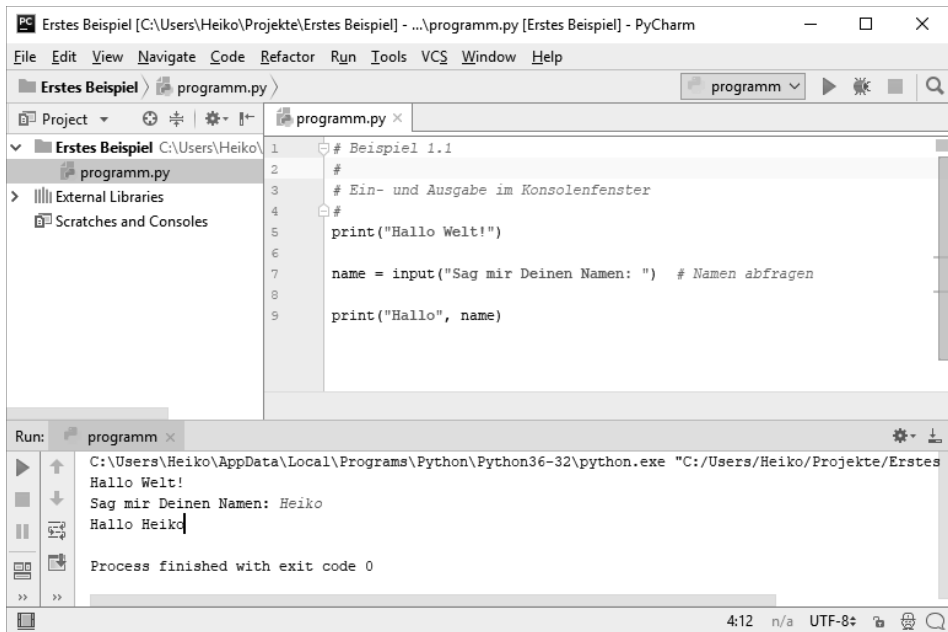 PC Erstes Beispiel [C:\Users\Heiko\Projekte\Erstes Beispiel] - ...\programm.py [Erstes Beispiel] - PyCharm
File Edit View Navigate Code Refactor Run Tools VCS Window Help
Erstes Beispiel programm.py programm
Project programm.py
Erstes Beispiel C:\Users\Heiko\
programm.py
External Libraries
Scratches and Consoles
1 # Beispiel 1.1
2 #
3 # Ein- und Ausgabe im Konsolenfenster
4 #
5 print("Hallo Welt!")
6
7 name = input("Sag mir Deinen Namen: ") # Namen abfragen
8
9 print("Hallo", name)
Run: programm
C:\Users\Heiko\AppData\Local\Programs\Python\Python36-32\python.exe "C:/Users/Heiko/Projekte/Erstes
Hallo Welt!
Sag mir Deinen Namen: Heiko
Hallo Heiko
Process finished with exit code 0
4:12 n/a UTF-8